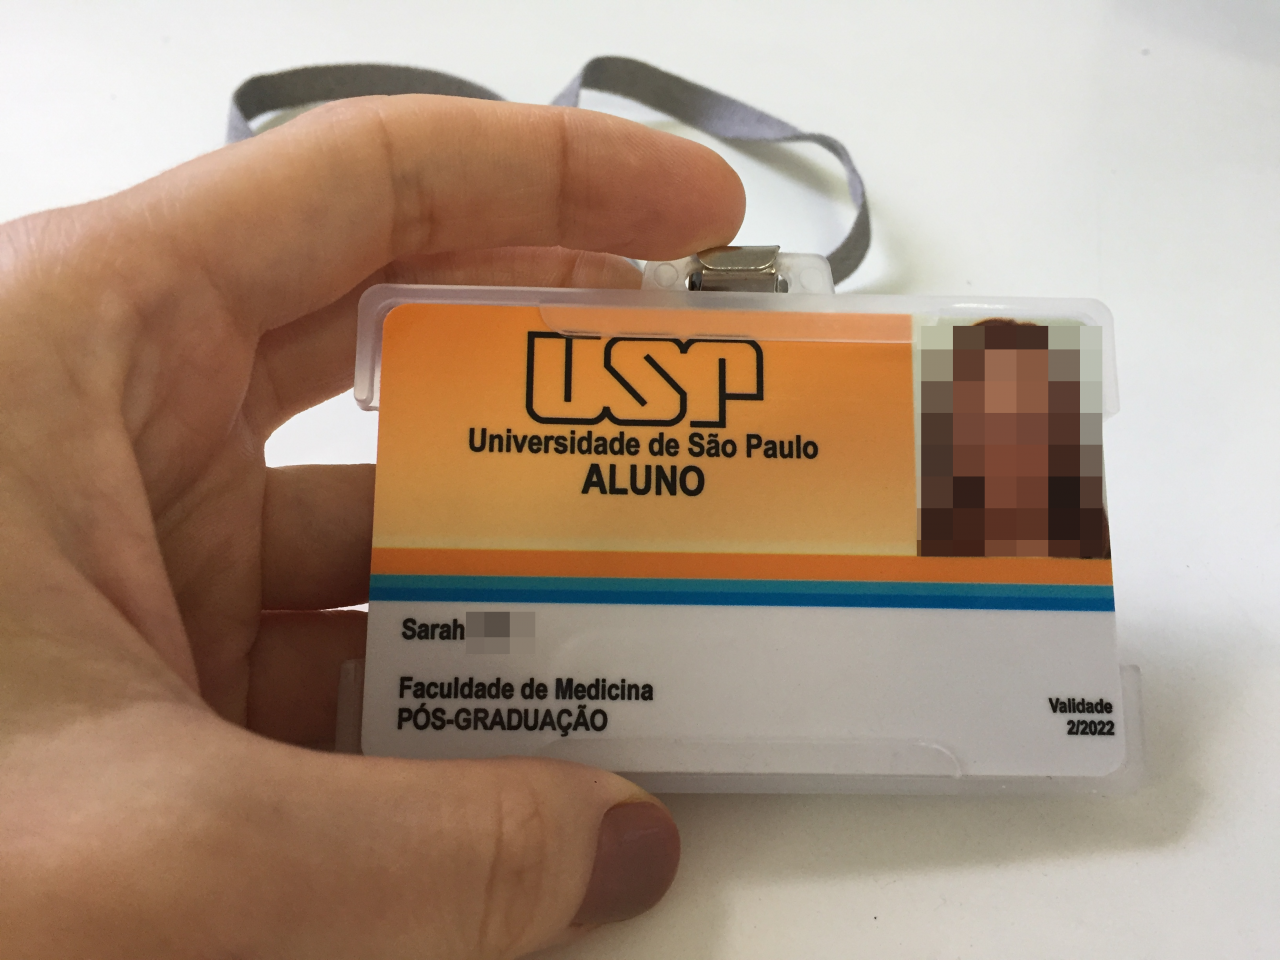 USP
Universidade de São Paulo
ALUNO
Sarah
Faculdade de Medicina
PÓS-GRADUAÇÃO
Validade
2/2022